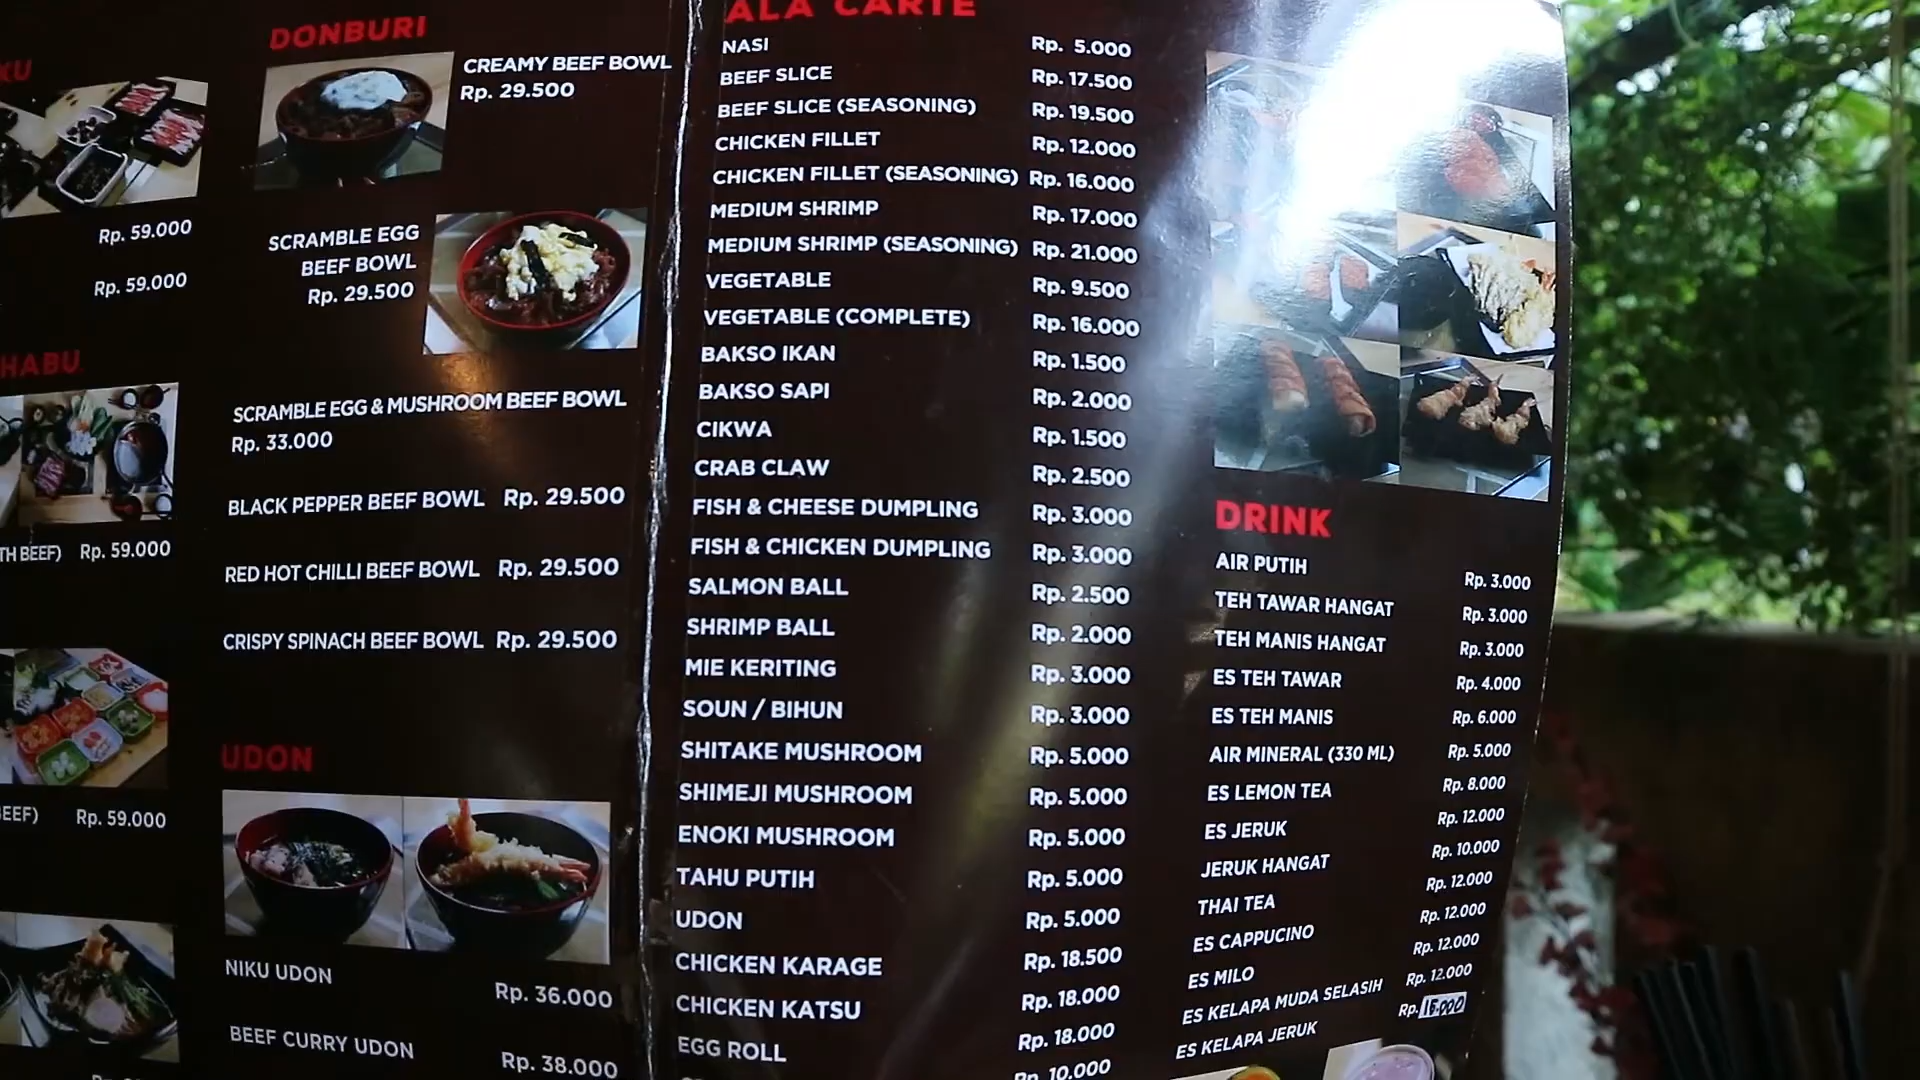 KU
Rp. 59.000
Rp. 59.000
HABU
TH BEEF) Rp. 59.000
BEEF) Rp. 59.000
DONBURI
CREAMY BEEF BOWL
Rp. 29.500
SCRAMBLE EGG
BEEF BOWL
Rp. 29.500
SCRAMBLE EGG & MUSHROOM BEEF BOWL
Rp. 33.000
BLACK PEPPER BEEF BOWL Rp. 29.500
RED HOT CHILLI BEEF BOWL Rp. 29.500
CRISPY SPINACH BEEF BOWL Rp. 29.500
UDON
NIKU UDON Rp. 36.000
BEEF CURRY UDON Rp. 38.000
ALA CARTE
NASI Rp. 5.000
BEEF SLICE Rp. 17.500
BEEF SLICE (SEASONING) Rp. 19.500
CHICKEN FILLET Rp. 12.000
CHICKEN FILLET (SEASONING) Rp. 16.000
MEDIUM SHRIMP Rp. 17.000
MEDIUM SHRIMP (SEASONING) Rp. 21.000
VEGETABLE Rp. 9.500
VEGETABLE (COMPLETE) Rp. 16.000
BAKSO IKAN Rp. 1.500
BAKSO SAPI Rp. 2.000
CIKWA Rp. 1.500
CRAB CLAW Rp. 2.500
FISH & CHEESE DUMPLING Rp. 3.000
FISH & CHICKEN DUMPLING Rp. 3.000
SALMON BALL Rp. 2.500
SHRIMP BALL Rp. 2.000
MIE KERITING Rp. 3.000
SOUN / BIHUN Rp. 3.000
SHITAKE MUSHROOM Rp. 5.000
SHIMEJI MUSHROOM Rp. 5.000
ENOKI MUSHROOM Rp. 5.000
TAHU PUTIH Rp. 5.000
UDON Rp. 5.000
CHICKEN KARAGE Rp. 18.500
CHICKEN KATSU Rp. 18.000
EGG ROLL Rp. 18.000
Rp. 10.000
DRINK
AIR PUTIH Rp. 3.000
TEH TAWAR HANGAT Rp. 3.000
TEH MANIS HANGAT Rp. 3.000
ES TEH TAWAR Rp. 4.000
ES TEH MANIS Rp. 6.000
AIR MINERAL (330 ML) Rp. 5.000
ES LEMON TEA Rp. 8.000
ES JERUK Rp. 12.000
JERUK HANGAT Rp. 10.000
THAI TEA Rp. 12.000
ES CAPPUCINO Rp. 12.000
ES MILO Rp. 12.000
ES KELAPA MUDA SELASIH Rp. 12.000
ES KELAPA JERUK Rp. 15.000